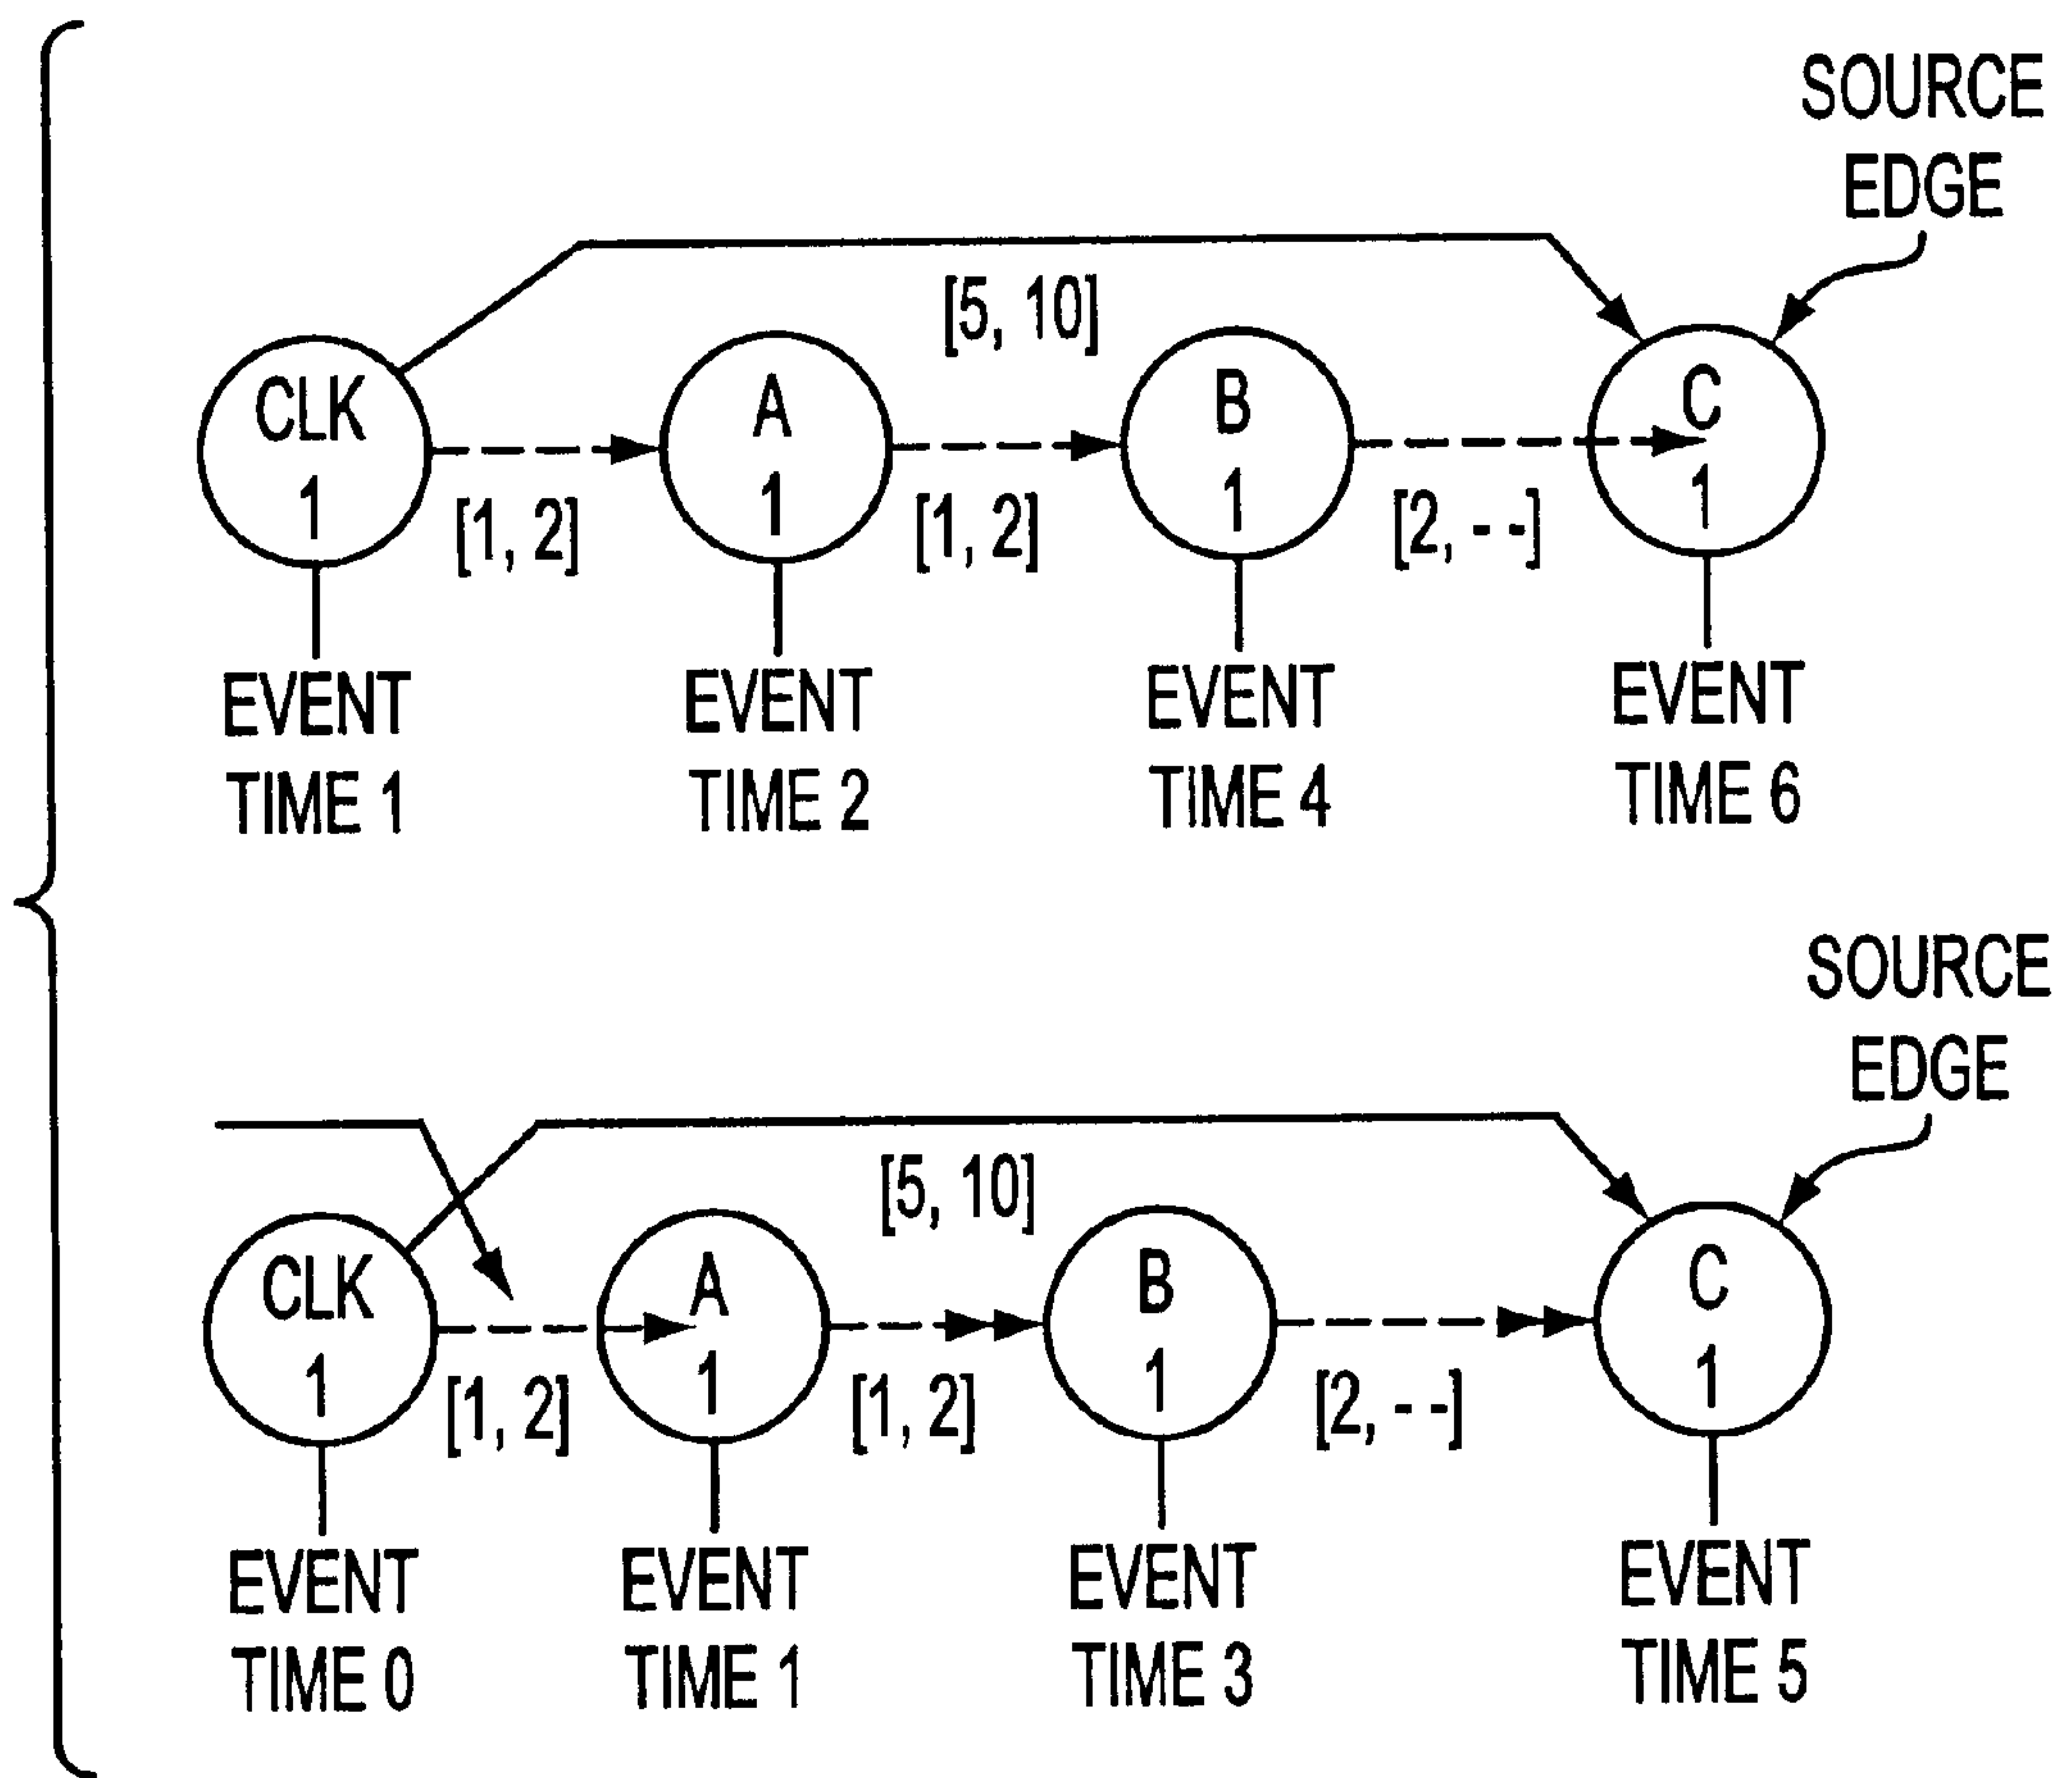 SOURCE
EDGE
[5, 10]
CLK
1
A
1
B
1
C
1
[1, 2]
[1, 2]
[2, - -]
EVENT
TIME 1
EVENT
TIME 2
EVENT
TIME 4
EVENT
TIME 6
SOURCE
EDGE
[5, 10]
CLK
1
A
1
B
1
C
1
[1, 2]
[1, 2]
[2, - -]
EVENT
TIME 0
EVENT
TIME 1
EVENT
TIME 3
EVENT
TIME 5